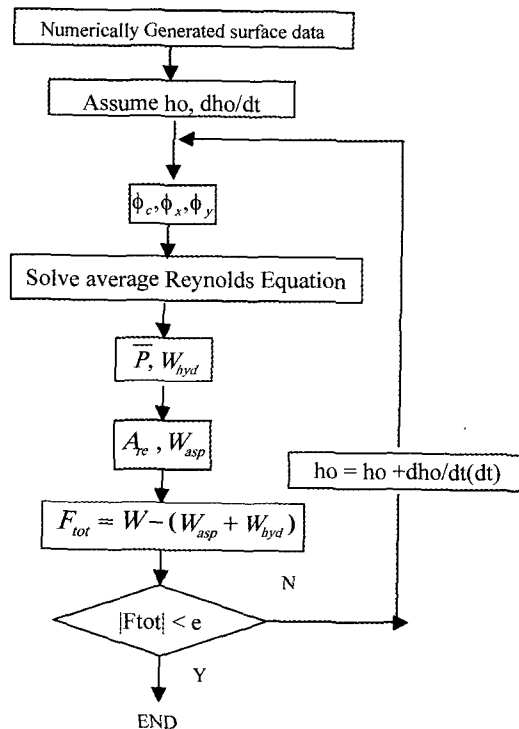 Numerically Generated surface data
Assume ho, dho/dt
ϕc,ϕx,ϕy
Solve average Reynolds Equation
P̅, Whyd
Are , Wasp
ho = ho +dho/dt(dt)
Ftot = W−(Wasp + Whyd)
N
|Ftot| < e
Y
END